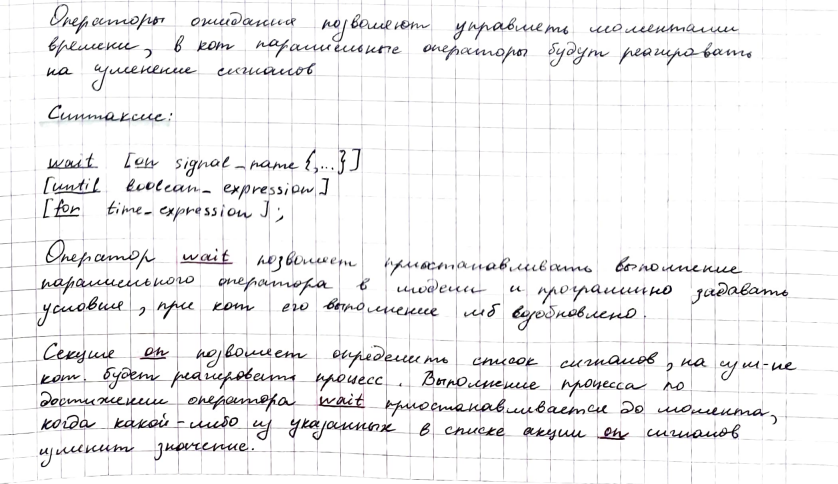 Операторы ожидания позволяют управлять моментами
времени, в кот параллельные операторы будут реагировать
на изменение сигналов
Синтаксис:
wait [on signal_name {,...}]
[until boolean_expression]
[for time_expression];
Оператор wait позволяет приостанавливать выполнение
параллельного оператора в модели и программно задавать
условие, при кот его выполнение мб возобновлено.
Секция on позволяет определить список сигналов, на изм-ие
кот. будет реагировать процесс. Выполнение процесса по
достижении оператора wait приостанавливается до момента,
когда какой-либо из указанных в списке акции on сигналов
изменит значение.